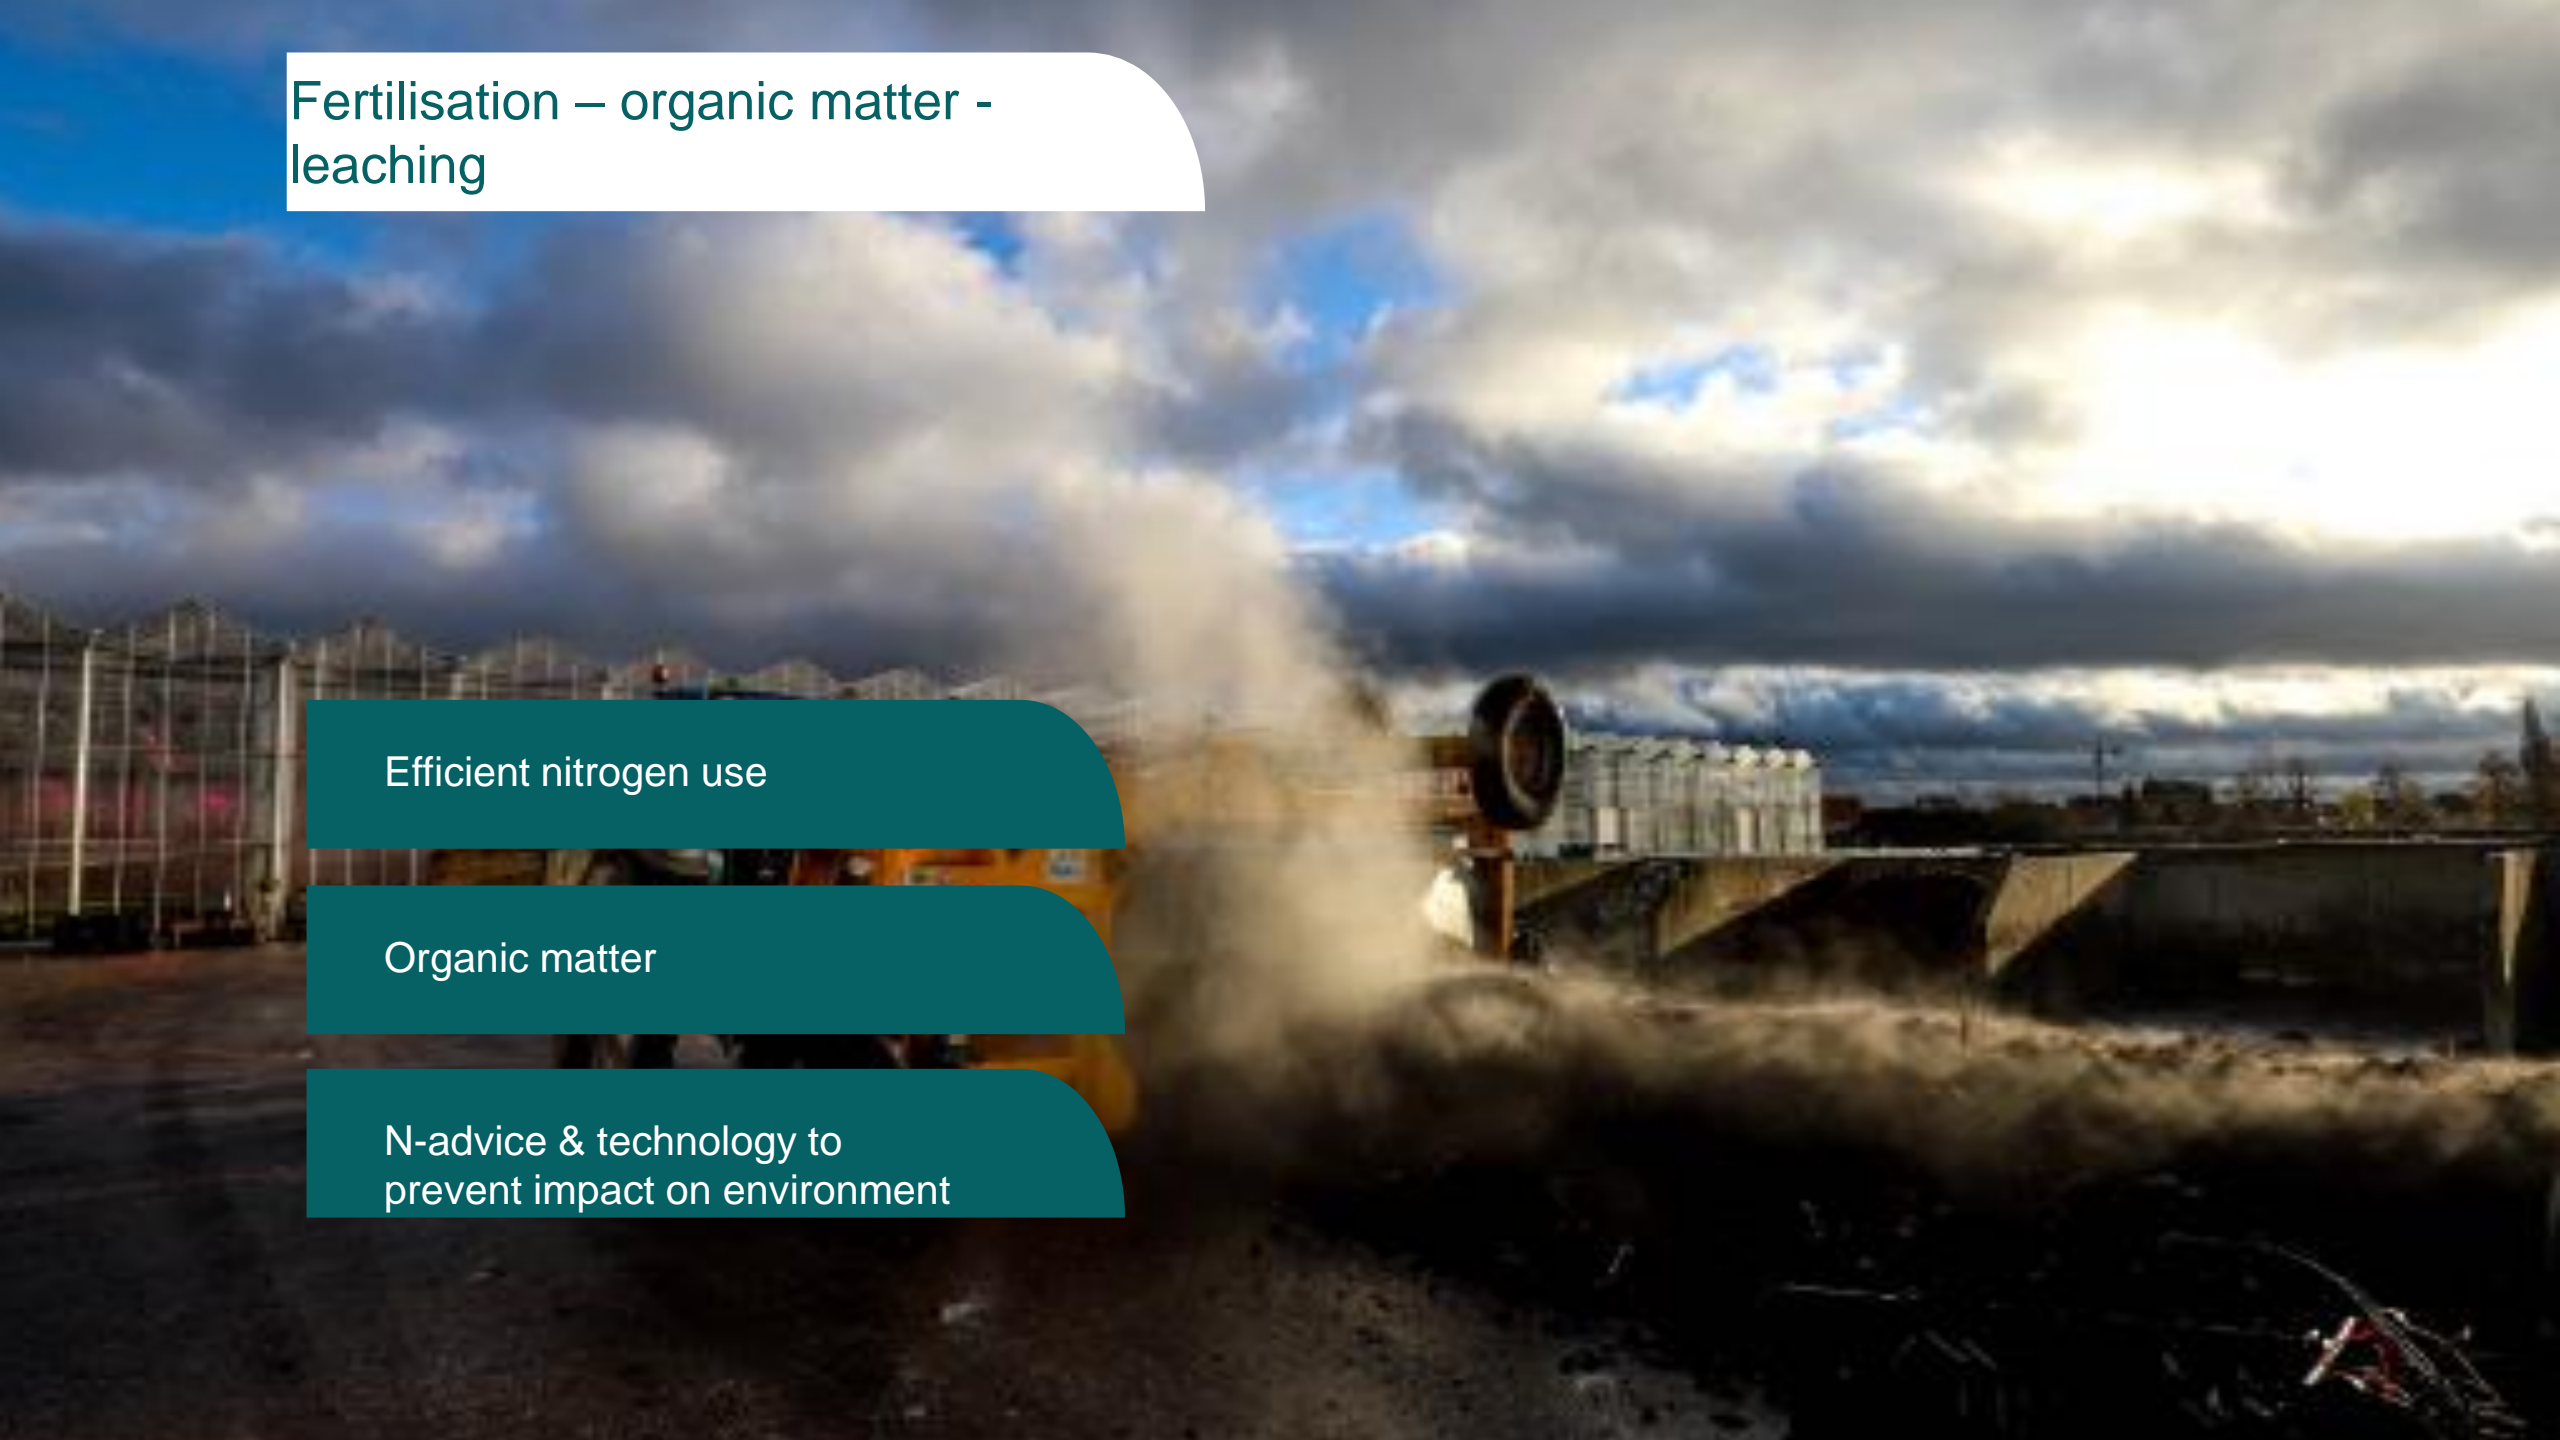 Fertilisation – organic matter -
leaching
Efficient nitrogen use
Organic matter
N-advice & technology to
prevent impact on environment